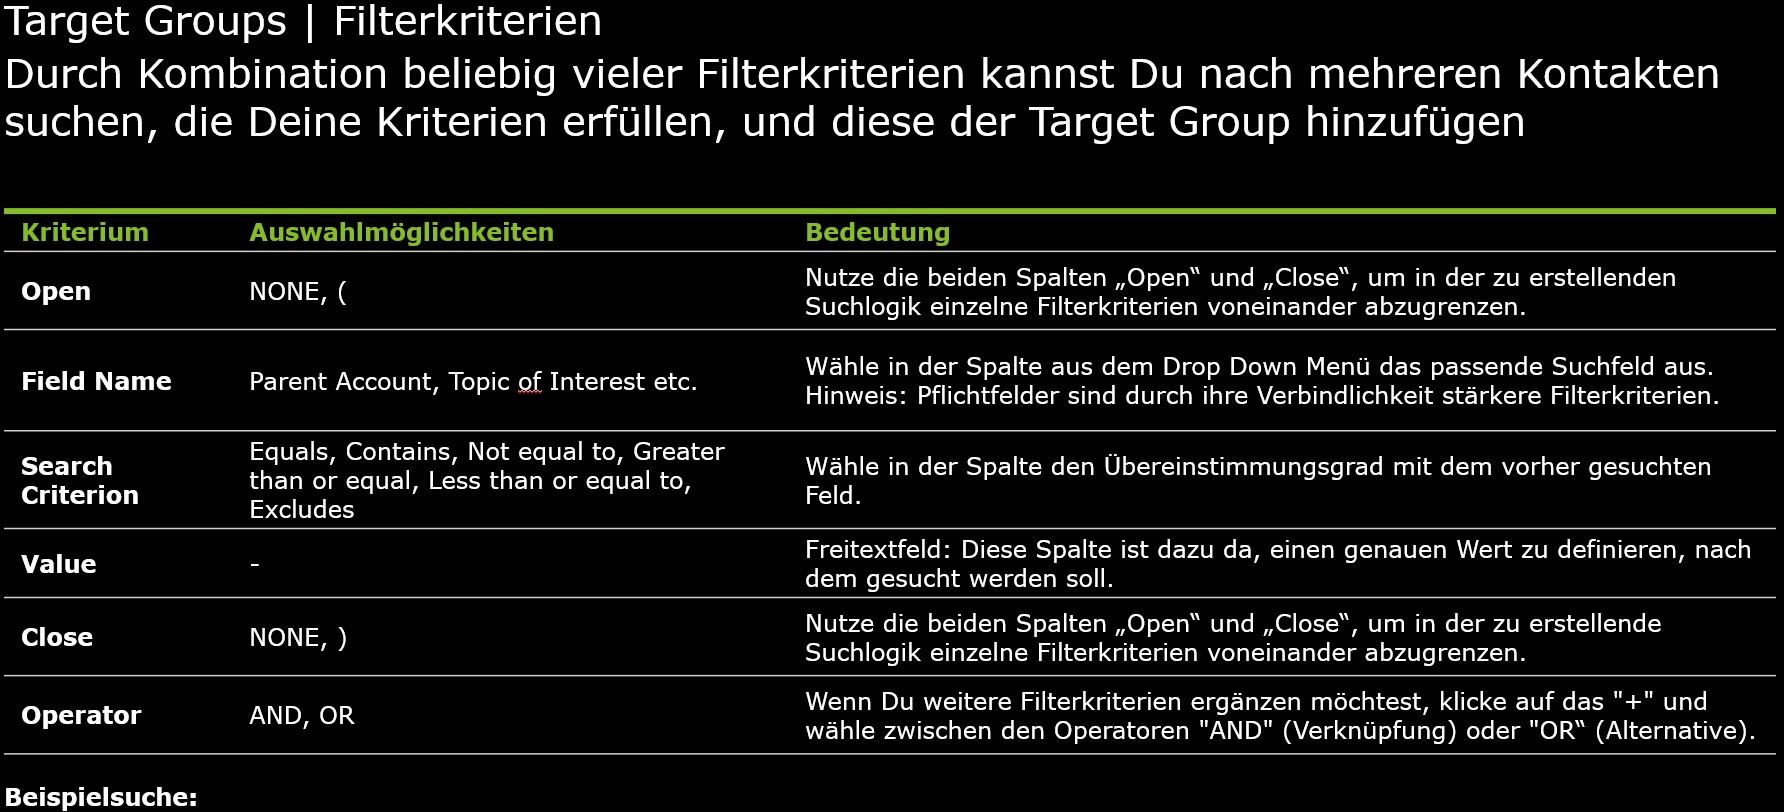 Target Groups | Filterkriterien
Durch Kombination beliebig vieler Filterkriterien kannst Du nach mehreren Kontakten
suchen, die Deine Kriterien erfüllen, und diese der Target Group hinzufügen
Kriterium Auswahlmöglichkeiten Bedeutung
Open NONE, ( Nutze die beiden Spalten „Open‟ und „Close‟, um in der zu erstellenden
Suchlogik einzelne Filterkriterien voneinander abzugrenzen.
Field Name Parent Account, Topic of Interest etc. Wähle in der Spalte aus dem Drop Down Menü das passende Suchfeld aus.
Hinweis: Pflichtfelder sind durch ihre Verbindlichkeit stärkere Filterkriterien.
Search
Criterion
Equals, Contains, Not equal to, Greater
than or equal, Less than or equal to,
Excludes
Wähle in der Spalte den Übereinstimmungsgrad mit dem vorher gesuchten
Feld.
Value - Freitextfeld: Diese Spalte ist dazu da, einen genauen Wert zu definieren, nach
dem gesucht werden soll.
Close NONE, ) Nutze die beiden Spalten „Open‟ und „Close‟, um in der zu erstellende
Suchlogik einzelne Filterkriterien voneinander abzugrenzen.
Operator AND, OR Wenn Du weitere Filterkriterien ergänzen möchtest, klicke auf das "+" und
wähle zwischen den Operatoren "AND" (Verknüpfung) oder "OR‟ (Alternative).
Beispielsuche: